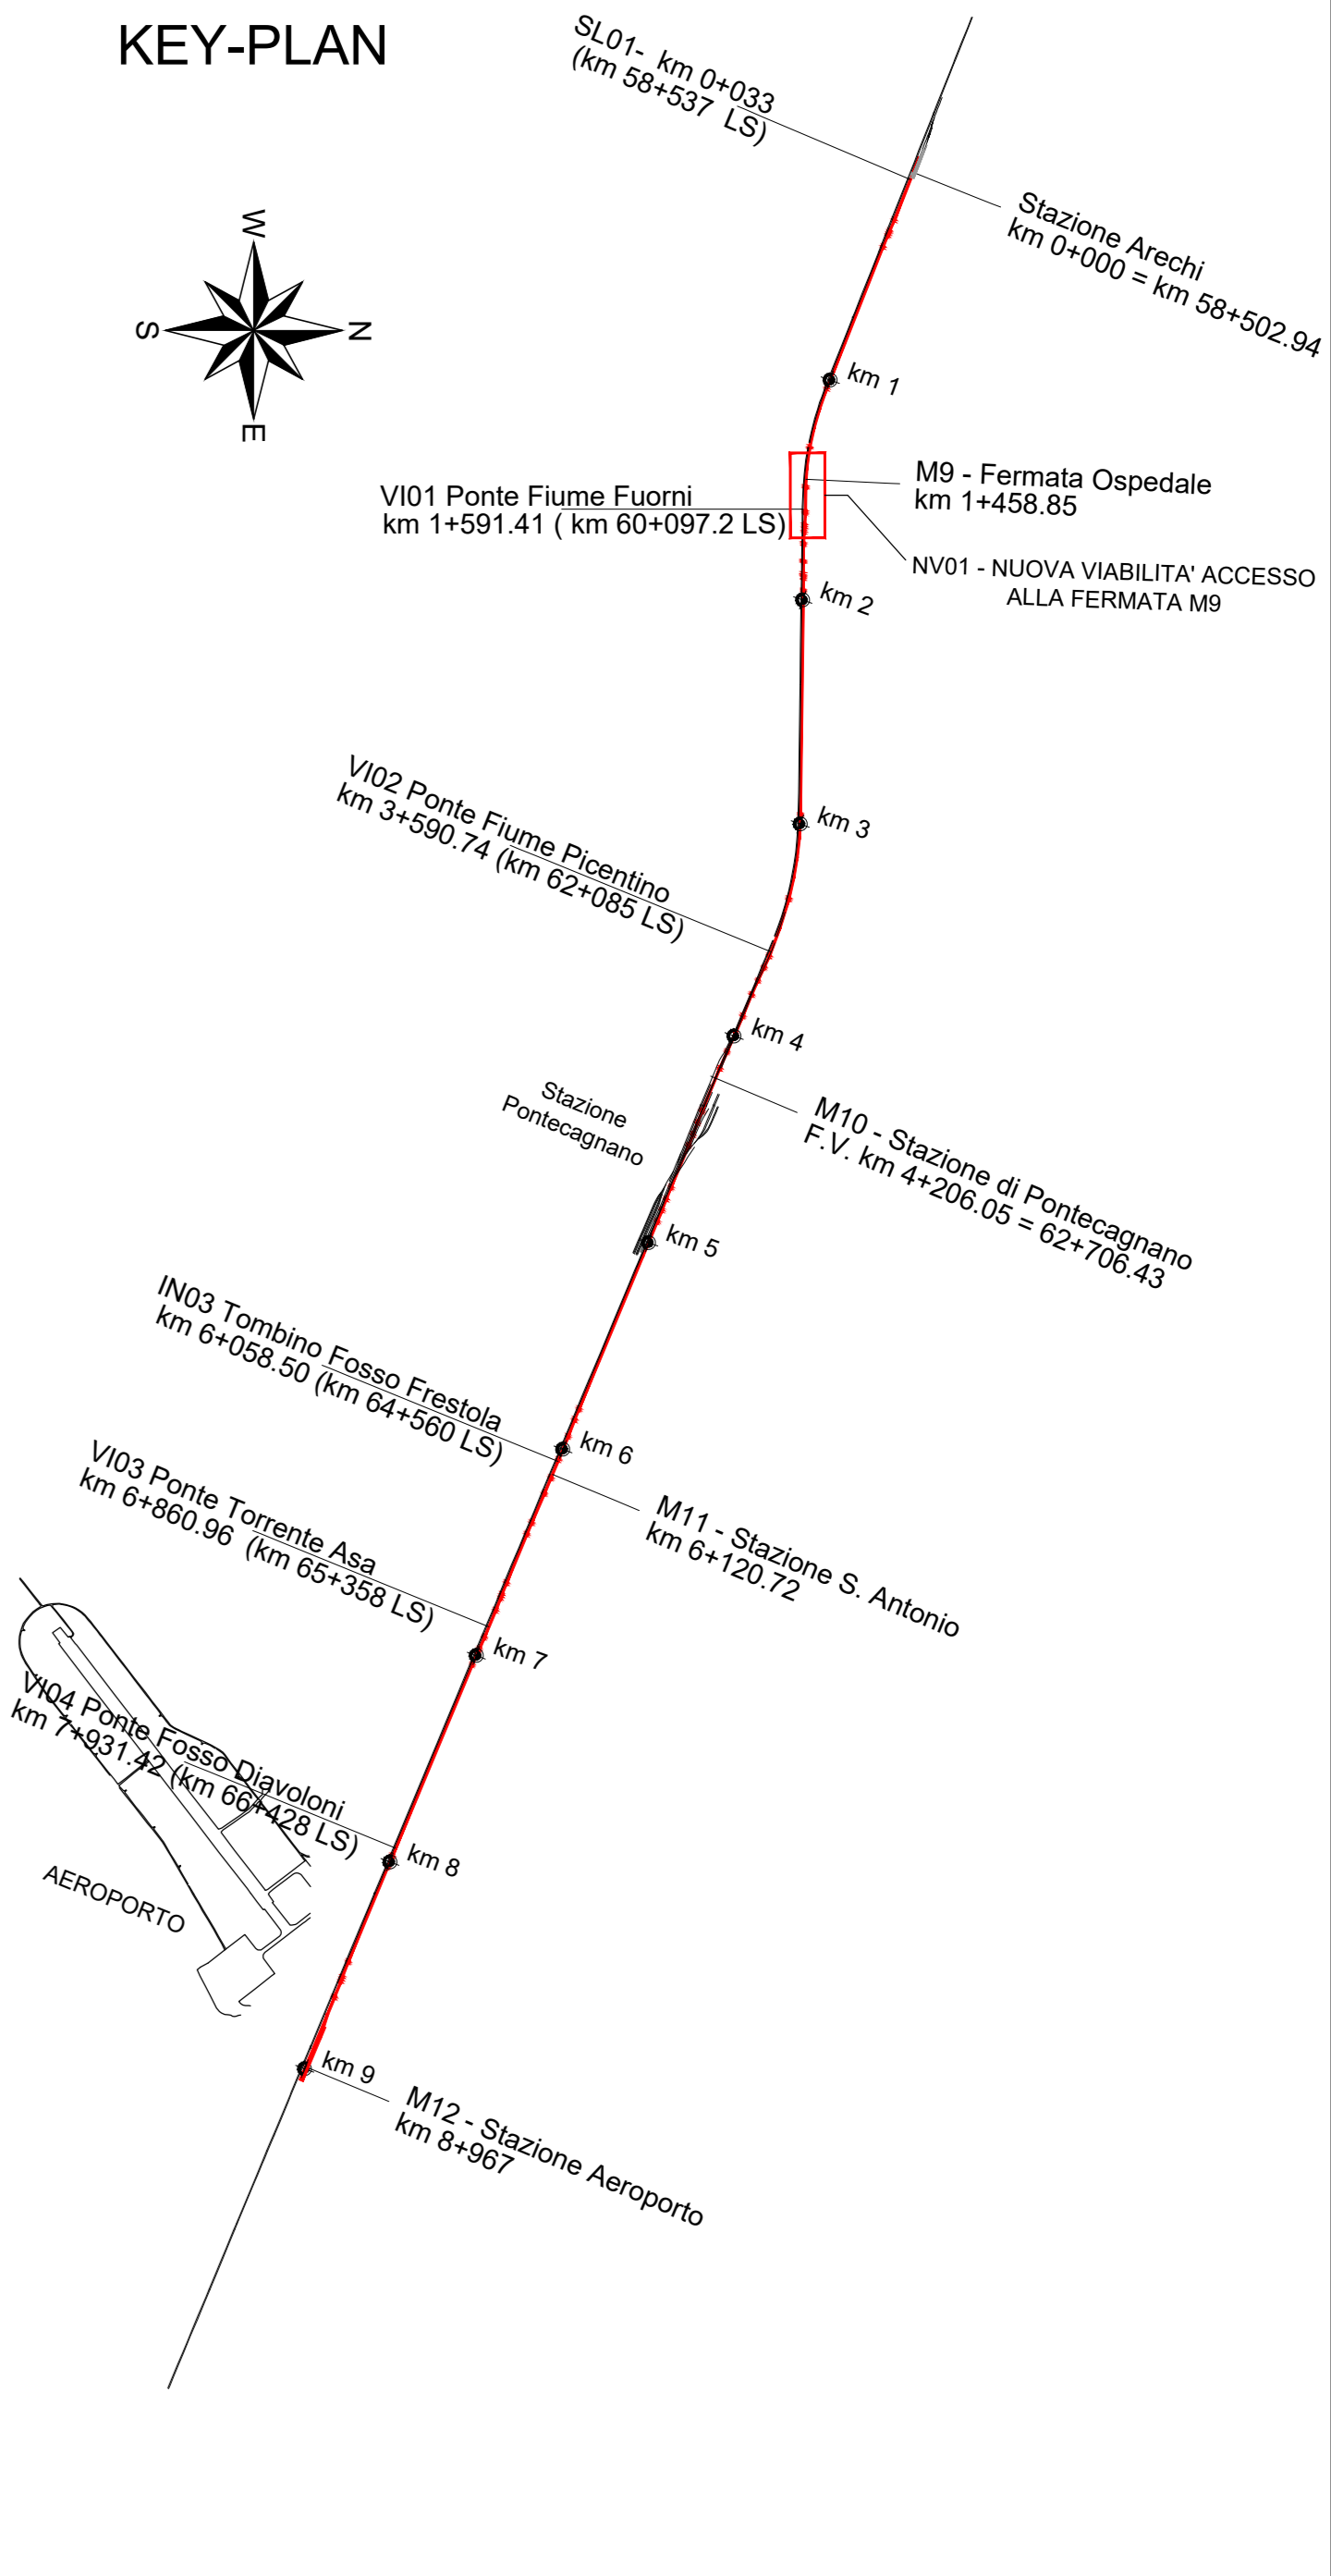 KEY-PLAN
SL01- km 0+033
(km 58+537 LS)
Stazione Arechi
km 0+000 = km 58+502.94
W
N
S
E
km 1
M9 - Fermata Ospedale
km 1+458.85
VI01 Ponte Fiume Fuorni
km 1+591.41 ( km 60+097.2 LS)
NV01 - NUOVA VIABILITA' ACCESSO
ALLA FERMATA M9
km 2
VI02 Ponte Fiume Picentino
km 3+590.74 (km 62+085 LS)
km 3
km 4
Stazione
Pontecagnano
M10 - Stazione di Pontecagnano
F.V. km 4+206.05 = 62+706.43
km 5
IN03 Tombino Fosso Frestola
km 6+058.50 (km 64+560 LS)
km 6
M11 - Stazione S. Antonio
km 6+120.72
VI03 Ponte Torrente Asa
km 6+860.96 (km 65+358 LS)
km 7
VI04 Ponte Fosso Diavoloni
km 7+931.42 (km 66+428 LS)
km 8
AEROPORTO
km 9
M12 - Stazione Aeroporto
km 8+967